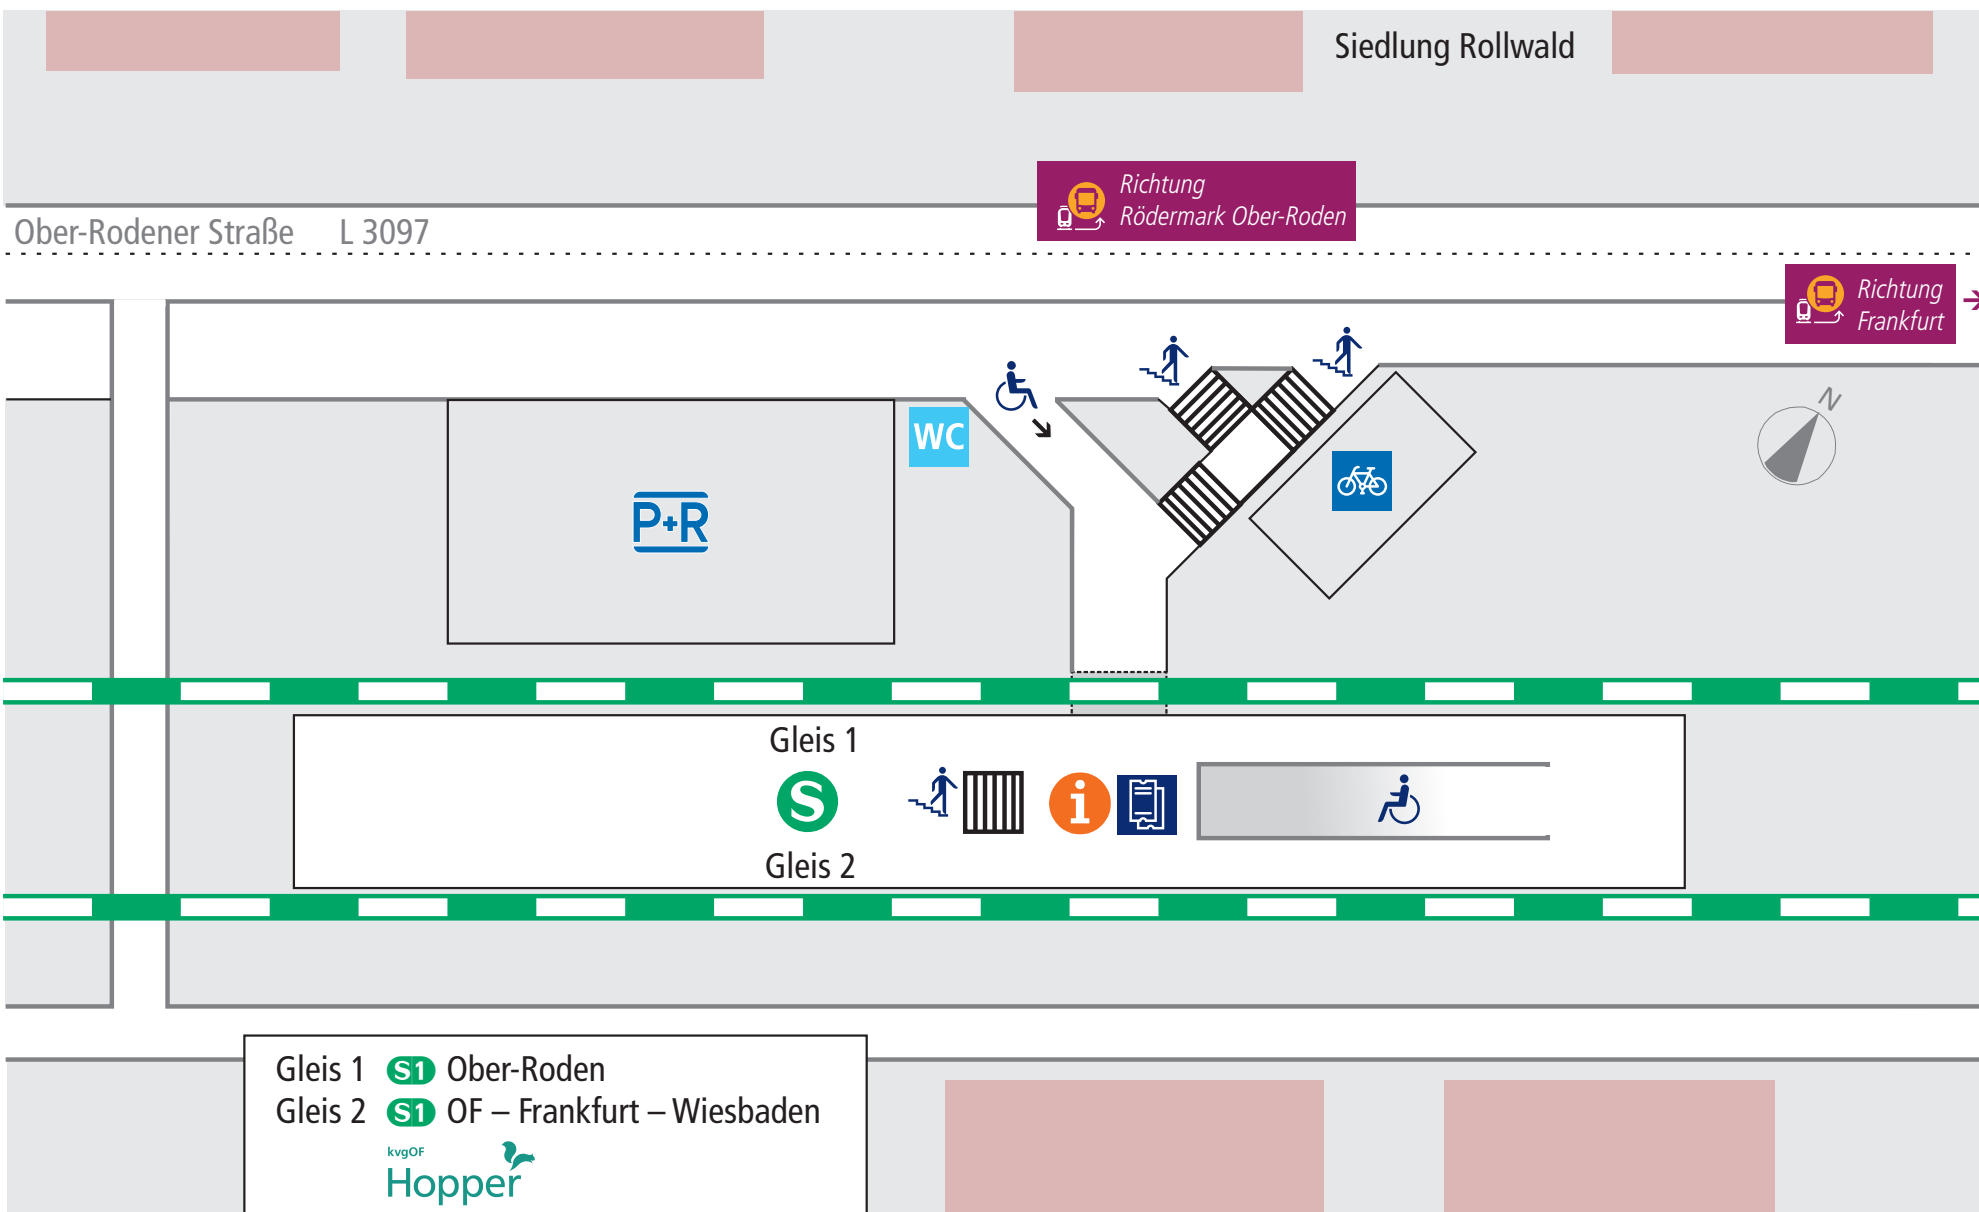 Siedlung Rollwald
Richtung
Rödermark Ober-Roden
Ober-Rodener Straße L 3097
Richtung
Frankfurt
N
WC
P+R
Gleis 1
S
i
Gleis 2
Gleis 1 S1 Ober-Roden
Gleis 2 S1 OF – Frankfurt – Wiesbaden
kvgOF
Hopper